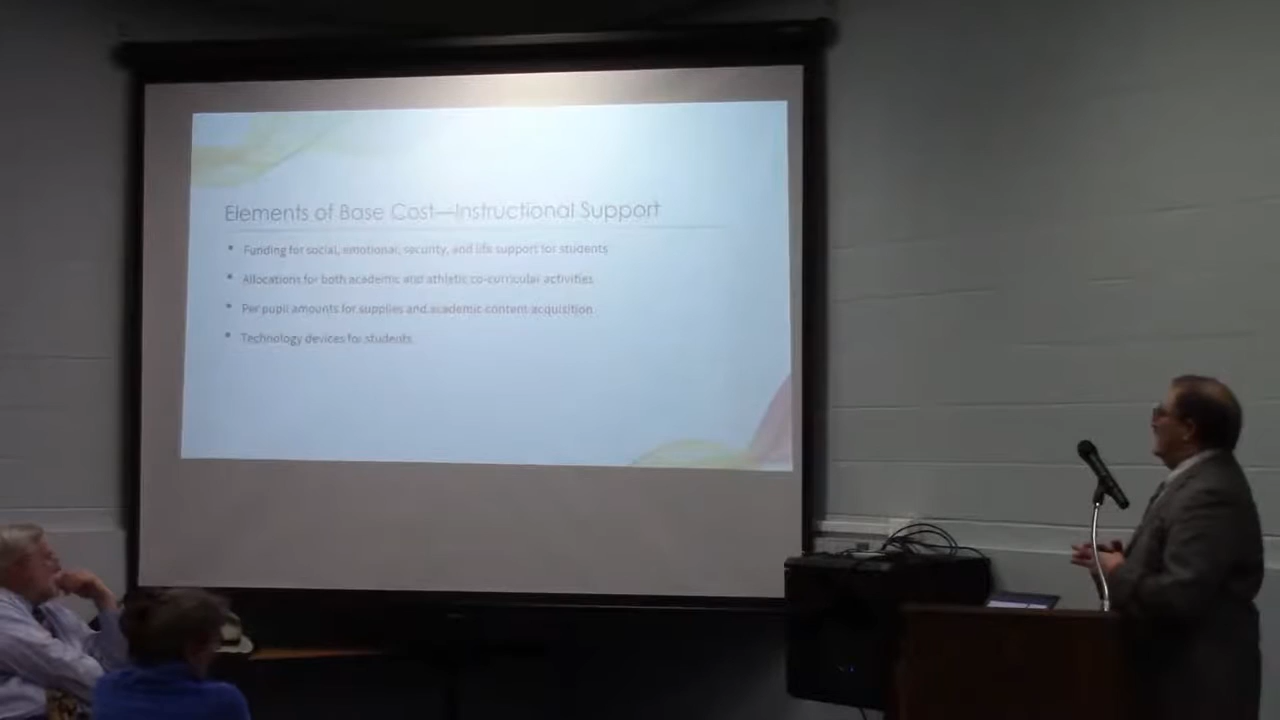 Elements of Base Cost—Instructional Support
Funding for social, emotional, security, and life support for students
Allocations for both academic and athletic co-curricular activities
Per pupil amounts for supplies and academic content acquisition
Technology devices for students